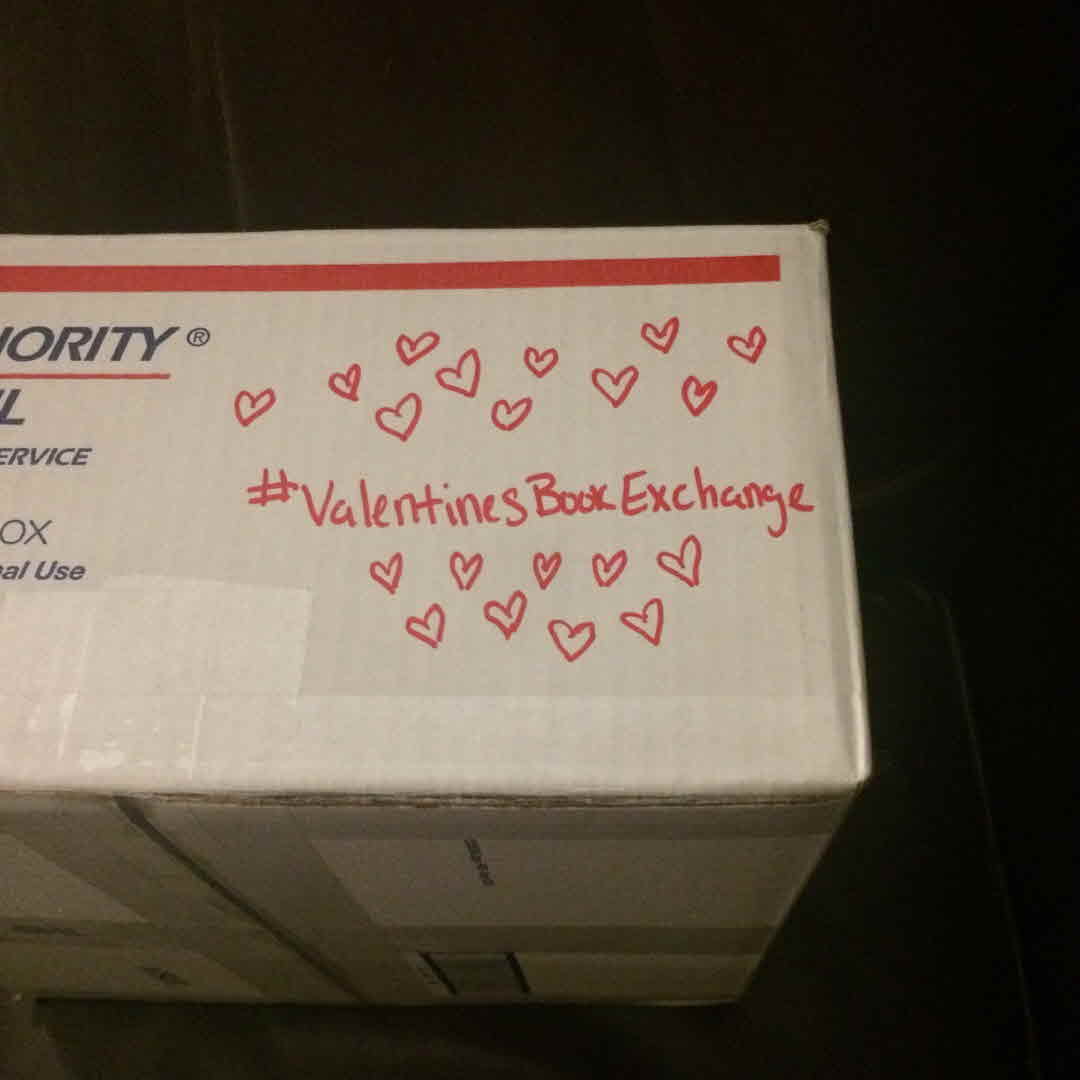 IORITY®
L
ERVICE
OX
al Use
#ValentinesBookExchange